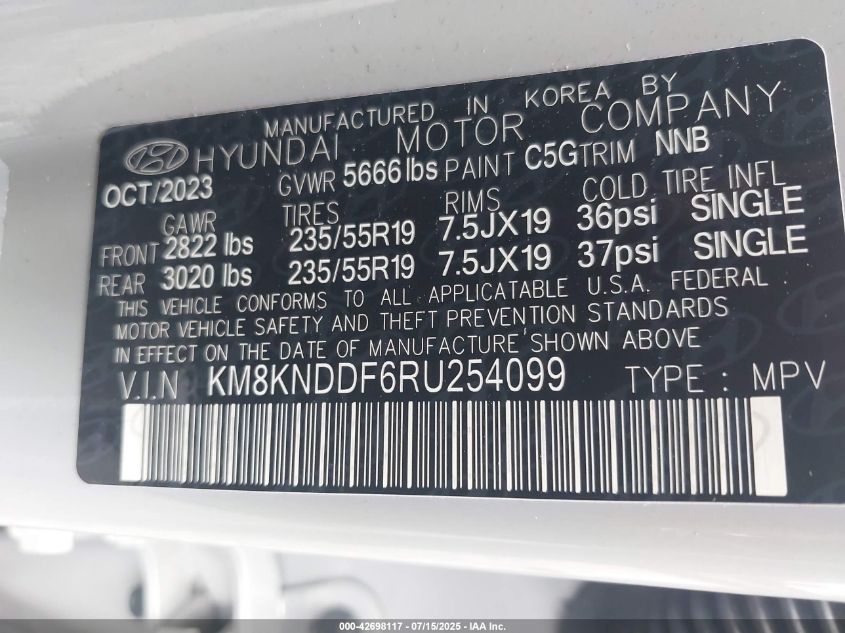 MANUFACTURED IN KOREA BY
HYUNDAI MOTOR COMPANY
OCT/2023 GVWR 5666 lbs PAINT C5G TRIM NNB
GAWR TIRES RIMS COLD TIRE INFL
FRONT 2822 lbs 235/55R19 7.5JX19 36psi SINGLE
REAR 3020 lbs 235/55R19 7.5JX19 37psi SINGLE
THIS VEHICLE CONFORMS TO ALL APPLICATABLE U.S.A. FEDERAL
MOTOR VEHICLE SAFETY AND THEFT PREVENTION STANDARDS
IN EFFECT ON THE DATE OF MANUFACTURE SHOWN ABOVE
V.I.N KM8KNDDF6RU254099 TYPE : MPV
000-42698117 - 07/15/2025 - IAA Inc.